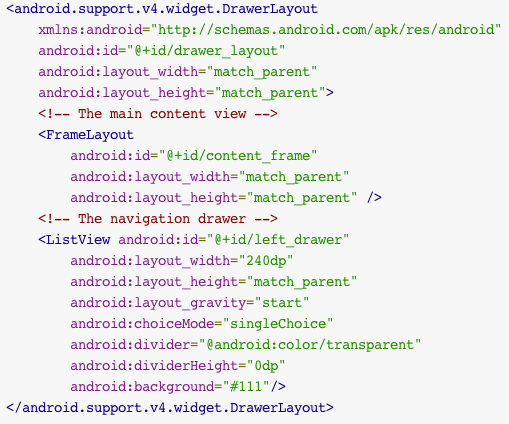 <android.support.v4.widget.DrawerLayout
    xmlns:android="http://schemas.android.com/apk/res/android"
    android:id="@+id/drawer_layout"
    android:layout_width="match_parent"
    android:layout_height="match_parent">
    <!-- The main content view -->
    <FrameLayout
        android:id="@+id/content_frame"
        android:layout_width="match_parent"
        android:layout_height="match_parent" />
    <!-- The navigation drawer -->
    <ListView android:id="@+id/left_drawer"
        android:layout_width="240dp"
        android:layout_height="match_parent"
        android:layout_gravity="start"
        android:choiceMode="singleChoice"
        android:divider="@android:color/transparent"
        android:dividerHeight="0dp"
        android:background="#111"/>
</android.support.v4.widget.DrawerLayout>